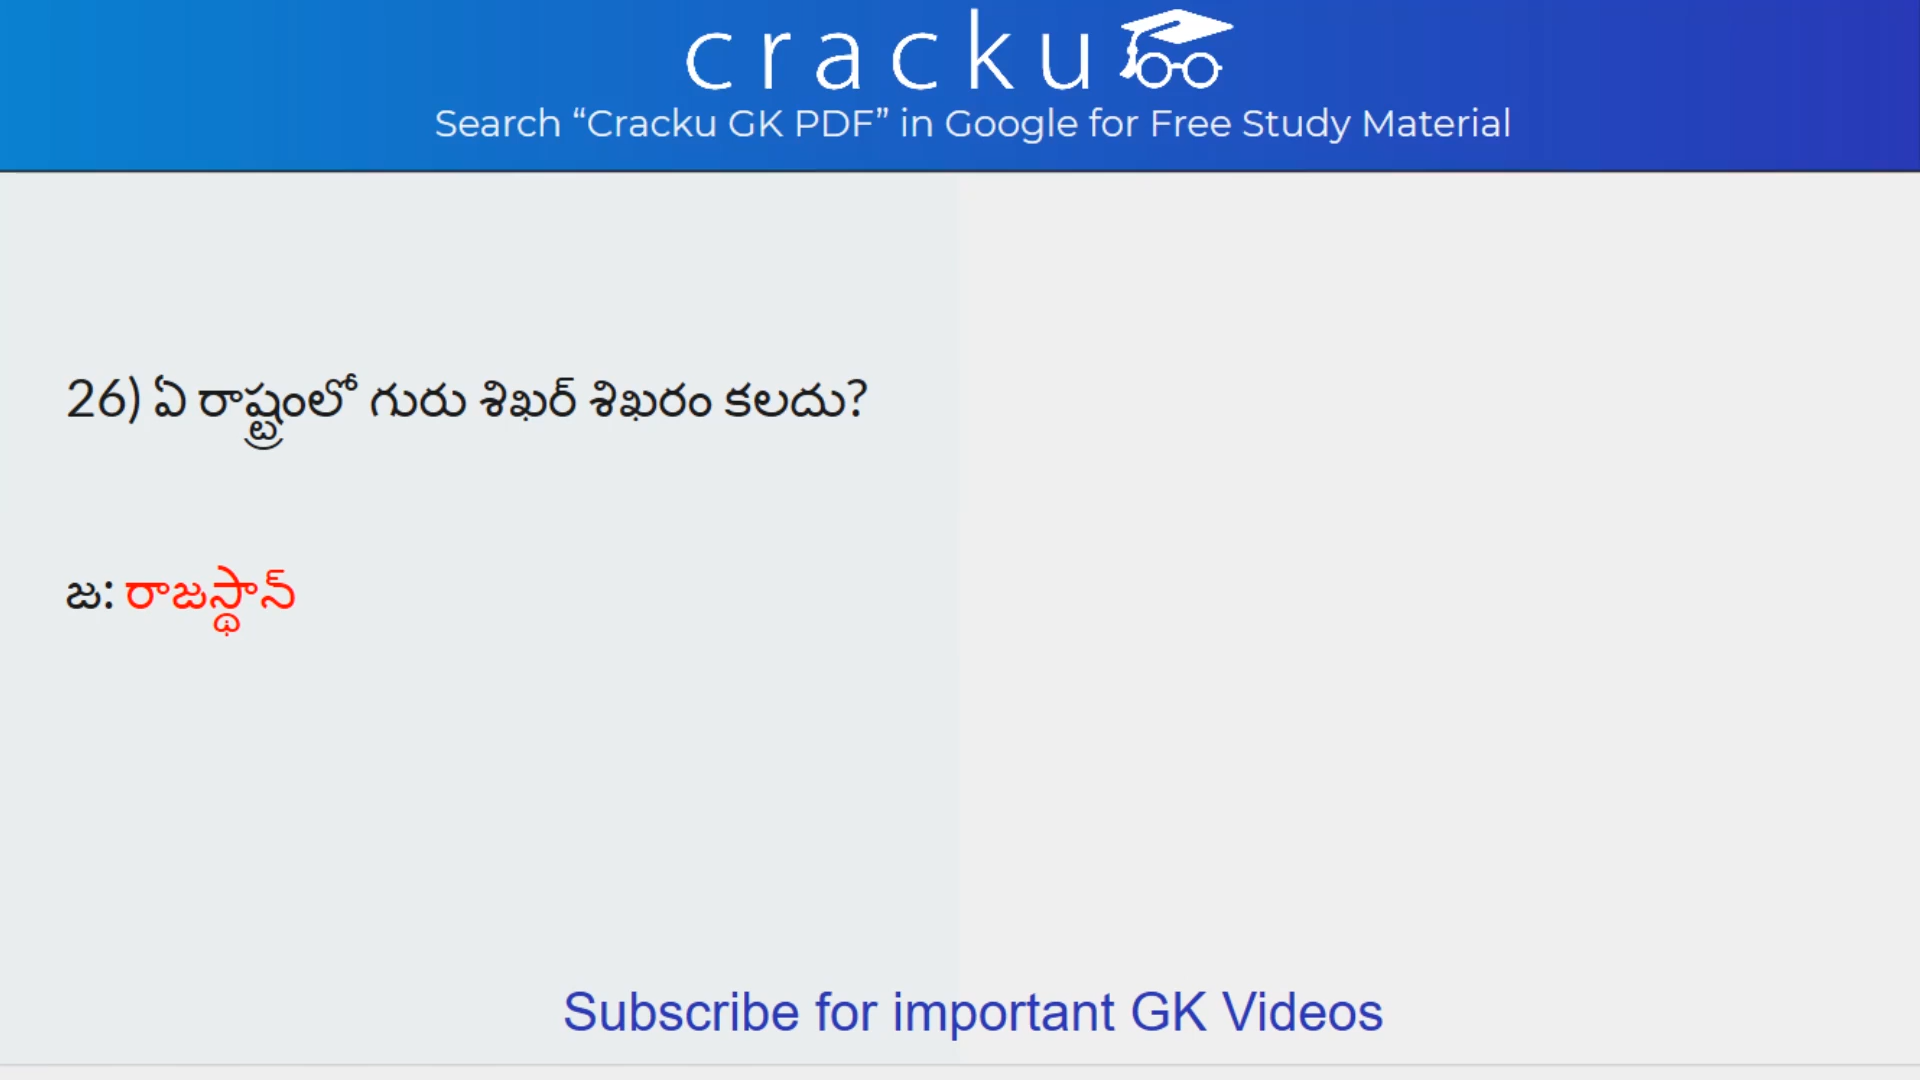 cracku
Search “Cracku GK PDF” in Google for Free Study Material
26) ఏ రాష్ట్రంలో గురు శిఖర్ శిఖరం కలదు?
జ: రాజస్థాన్
Subscribe for important GK Videos